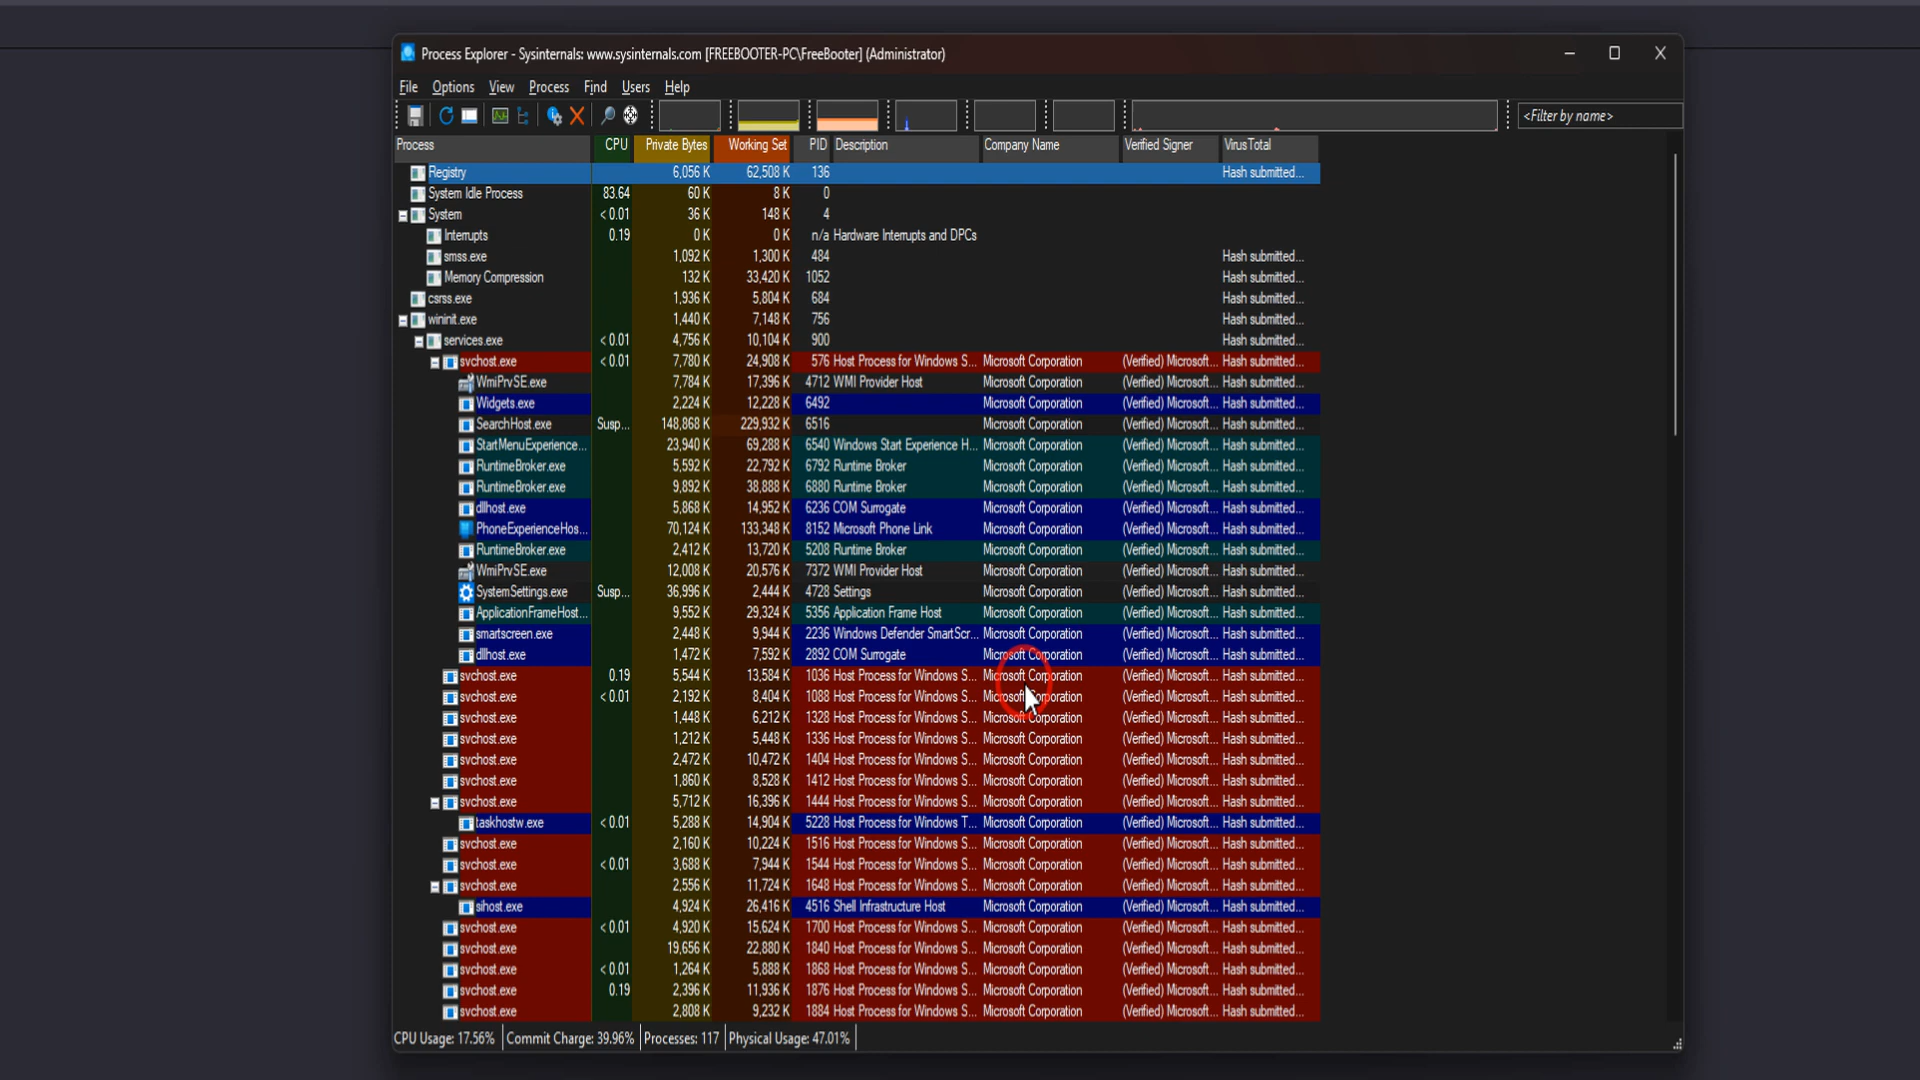 Process Explorer - Sysinternals: www.sysinternals.com [FREEBOOTER-PC\FreeBooter] (Administrator)
File Options View Process Find Users Help
<Filter by name>
Process CPU Private Bytes Working Set PID Description Company Name Verified Signer VirusTotal
Registry 6,056 K 62,508 K 136 Hash submitted...
System Idle Process 83.64 60 K 8 K 0
System < 0.01 36 K 148 K 4
Interrupts 0.19 0 K 0 K n/a Hardware Interrupts and DPCs
smss.exe 1,092 K 1,300 K 484 Hash submitted...
Memory Compression 132 K 33,420 K 1052 Hash submitted...
csrss.exe 1,936 K 5,804 K 684 Hash submitted...
wininit.exe 1,440 K 7,148 K 756 Hash submitted...
services.exe < 0.01 4,756 K 10,104 K 900 Hash submitted...
svchost.exe < 0.01 7,780 K 24,908 K 576 Host Process for Windows S... Microsoft Corporation (Verified) Microsoft... Hash submitted...
WmiPrvSE.exe 7,784 K 17,396 K 4712 WMI Provider Host Microsoft Corporation (Verified) Microsoft... Hash submitted...
Widgets.exe 2,224 K 12,228 K 6492 Microsoft Corporation (Verified) Microsoft... Hash submitted...
SearchHost.exe Susp... 148,868 K 229,932 K 6516 Microsoft Corporation (Verified) Microsoft... Hash submitted...
StartMenuExperience... 23,940 K 69,288 K 6540 Windows Start Experience H... Microsoft Corporation (Verified) Microsoft... Hash submitted...
RuntimeBroker.exe 5,592 K 22,792 K 6792 Runtime Broker Microsoft Corporation (Verified) Microsoft... Hash submitted...
RuntimeBroker.exe 9,892 K 38,888 K 6880 Runtime Broker Microsoft Corporation (Verified) Microsoft... Hash submitted...
dllhost.exe 5,868 K 14,952 K 6236 COM Surrogate Microsoft Corporation (Verified) Microsoft... Hash submitted...
PhoneExperienceHos... 70,124 K 133,348 K 8152 Microsoft Phone Link Microsoft Corporation (Verified) Microsoft... Hash submitted...
RuntimeBroker.exe 2,412 K 13,720 K 5208 Runtime Broker Microsoft Corporation (Verified) Microsoft... Hash submitted...
WmiPrvSE.exe 12,008 K 20,576 K 7372 WMI Provider Host Microsoft Corporation (Verified) Microsoft... Hash submitted...
SystemSettings.exe Susp... 36,996 K 2,444 K 4728 Settings Microsoft Corporation (Verified) Microsoft... Hash submitted...
ApplicationFrameHost... 9,552 K 29,324 K 5356 Application Frame Host Microsoft Corporation (Verified) Microsoft... Hash submitted...
smartscreen.exe 2,448 K 9,944 K 2236 Windows Defender SmartScr... Microsoft Corporation (Verified) Microsoft... Hash submitted...
dllhost.exe 1,472 K 7,592 K 2892 COM Surrogate Microsoft Corporation (Verified) Microsoft... Hash submitted...
svchost.exe 0.19 5,544 K 13,584 K 1036 Host Process for Windows S... Microsoft Corporation (Verified) Microsoft... Hash submitted...
svchost.exe < 0.01 2,192 K 8,404 K 1088 Host Process for Windows S... Microsoft Corporation (Verified) Microsoft... Hash submitted...
svchost.exe 1,448 K 6,212 K 1328 Host Process for Windows S... Microsoft Corporation (Verified) Microsoft... Hash submitted...
svchost.exe 1,212 K 5,448 K 1336 Host Process for Windows S... Microsoft Corporation (Verified) Microsoft... Hash submitted...
svchost.exe 2,472 K 10,472 K 1404 Host Process for Windows S... Microsoft Corporation (Verified) Microsoft... Hash submitted...
svchost.exe 1,860 K 8,528 K 1412 Host Process for Windows S... Microsoft Corporation (Verified) Microsoft... Hash submitted...
svchost.exe 5,712 K 16,396 K 1444 Host Process for Windows S... Microsoft Corporation (Verified) Microsoft... Hash submitted...
taskhostw.exe < 0.01 5,288 K 14,904 K 5228 Host Process for Windows T... Microsoft Corporation (Verified) Microsoft... Hash submitted...
svchost.exe 2,160 K 10,224 K 1516 Host Process for Windows S... Microsoft Corporation (Verified) Microsoft... Hash submitted...
svchost.exe < 0.01 3,688 K 7,944 K 1544 Host Process for Windows S... Microsoft Corporation (Verified) Microsoft... Hash submitted...
svchost.exe 2,556 K 11,724 K 1648 Host Process for Windows S... Microsoft Corporation (Verified) Microsoft... Hash submitted...
sihost.exe 4,924 K 26,416 K 4516 Shell Infrastructure Host Microsoft Corporation (Verified) Microsoft... Hash submitted...
svchost.exe < 0.01 4,920 K 15,624 K 1700 Host Process for Windows S... Microsoft Corporation (Verified) Microsoft... Hash submitted...
svchost.exe 19,656 K 22,880 K 1840 Host Process for Windows S... Microsoft Corporation (Verified) Microsoft... Hash submitted...
svchost.exe < 0.01 1,264 K 5,888 K 1868 Host Process for Windows S... Microsoft Corporation (Verified) Microsoft... Hash submitted...
svchost.exe 0.19 2,396 K 11,936 K 1876 Host Process for Windows S... Microsoft Corporation (Verified) Microsoft... Hash submitted...
svchost.exe 2,808 K 9,232 K 1884 Host Process for Windows S... Microsoft Corporation (Verified) Microsoft... Hash submitted...
CPU Usage: 17.56% Commit Charge: 39.96% Processes: 117 Physical Usage: 47.01%